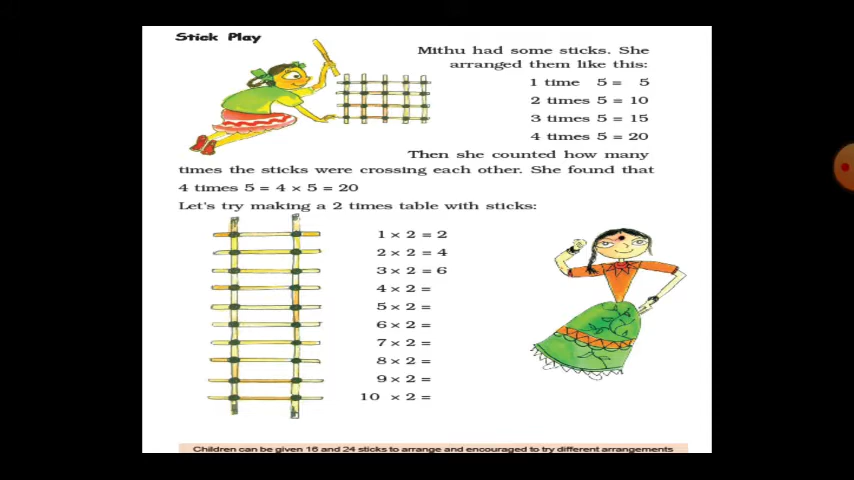 Stick Play
Mithu had some sticks. She
arranged them like this:
1 time 5 = 5
2 times 5 = 10
3 times 5 = 15
4 times 5 = 20
Then she counted how many
times the sticks were crossing each other. She found that
4 times 5 = 4 × 5 = 20
Let's try making a 2 times table with sticks:
1 × 2 = 2
2 × 2 = 4
3 × 2 = 6
4 × 2 =
5 × 2 =
6 × 2 =
7 × 2 =
8 × 2 =
9 × 2 =
10 × 2 =
Children can be given 16 and 24 sticks to arrange and encouraged to try different arrangements